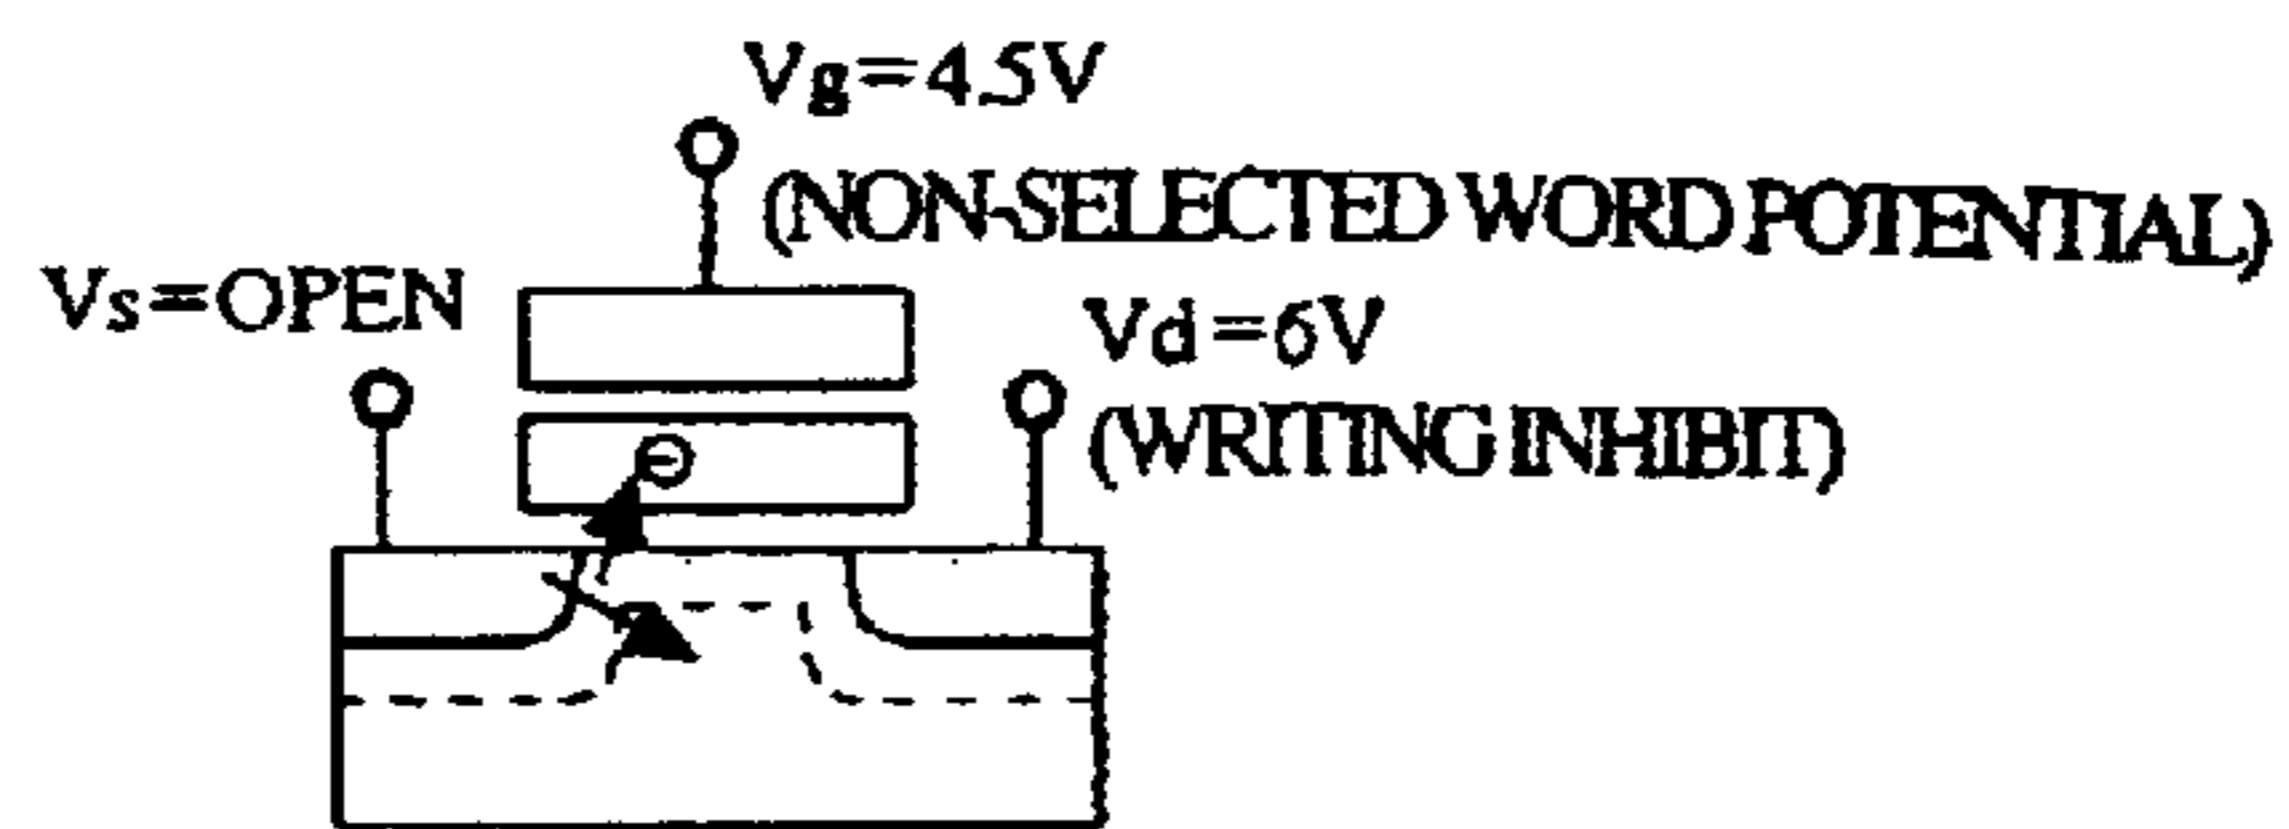 Vg=4.5V
(NON-SELECTED WORD POTENTIAL)
Vs=OPEN
Vd=6V
(WRITING INHIBIT)